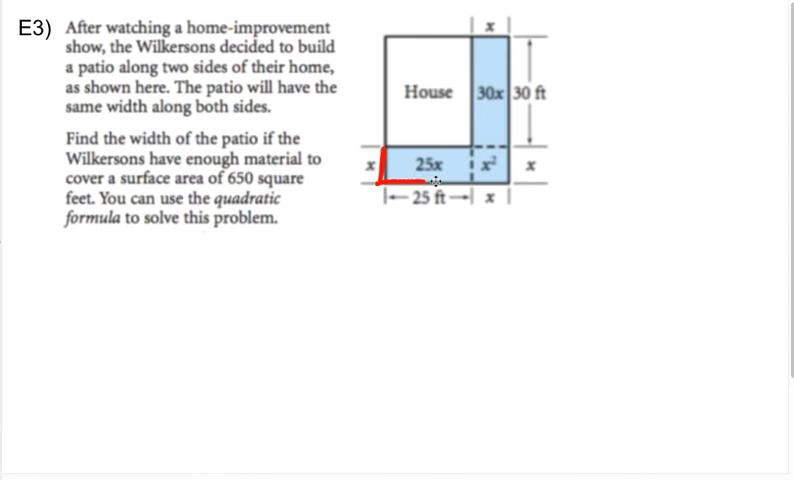 E3) After watching a home-improvement
show, the Wilkersons decided to build
a patio along two sides of their home,
as shown here. The patio will have the
same width along both sides.
Find the width of the patio if the
Wilkersons have enough material to
cover a surface area of 650 square
feet. You can use the quadratic
formula to solve this problem.
x
House 30x 30 ft
x 25x x² x
25 ft x